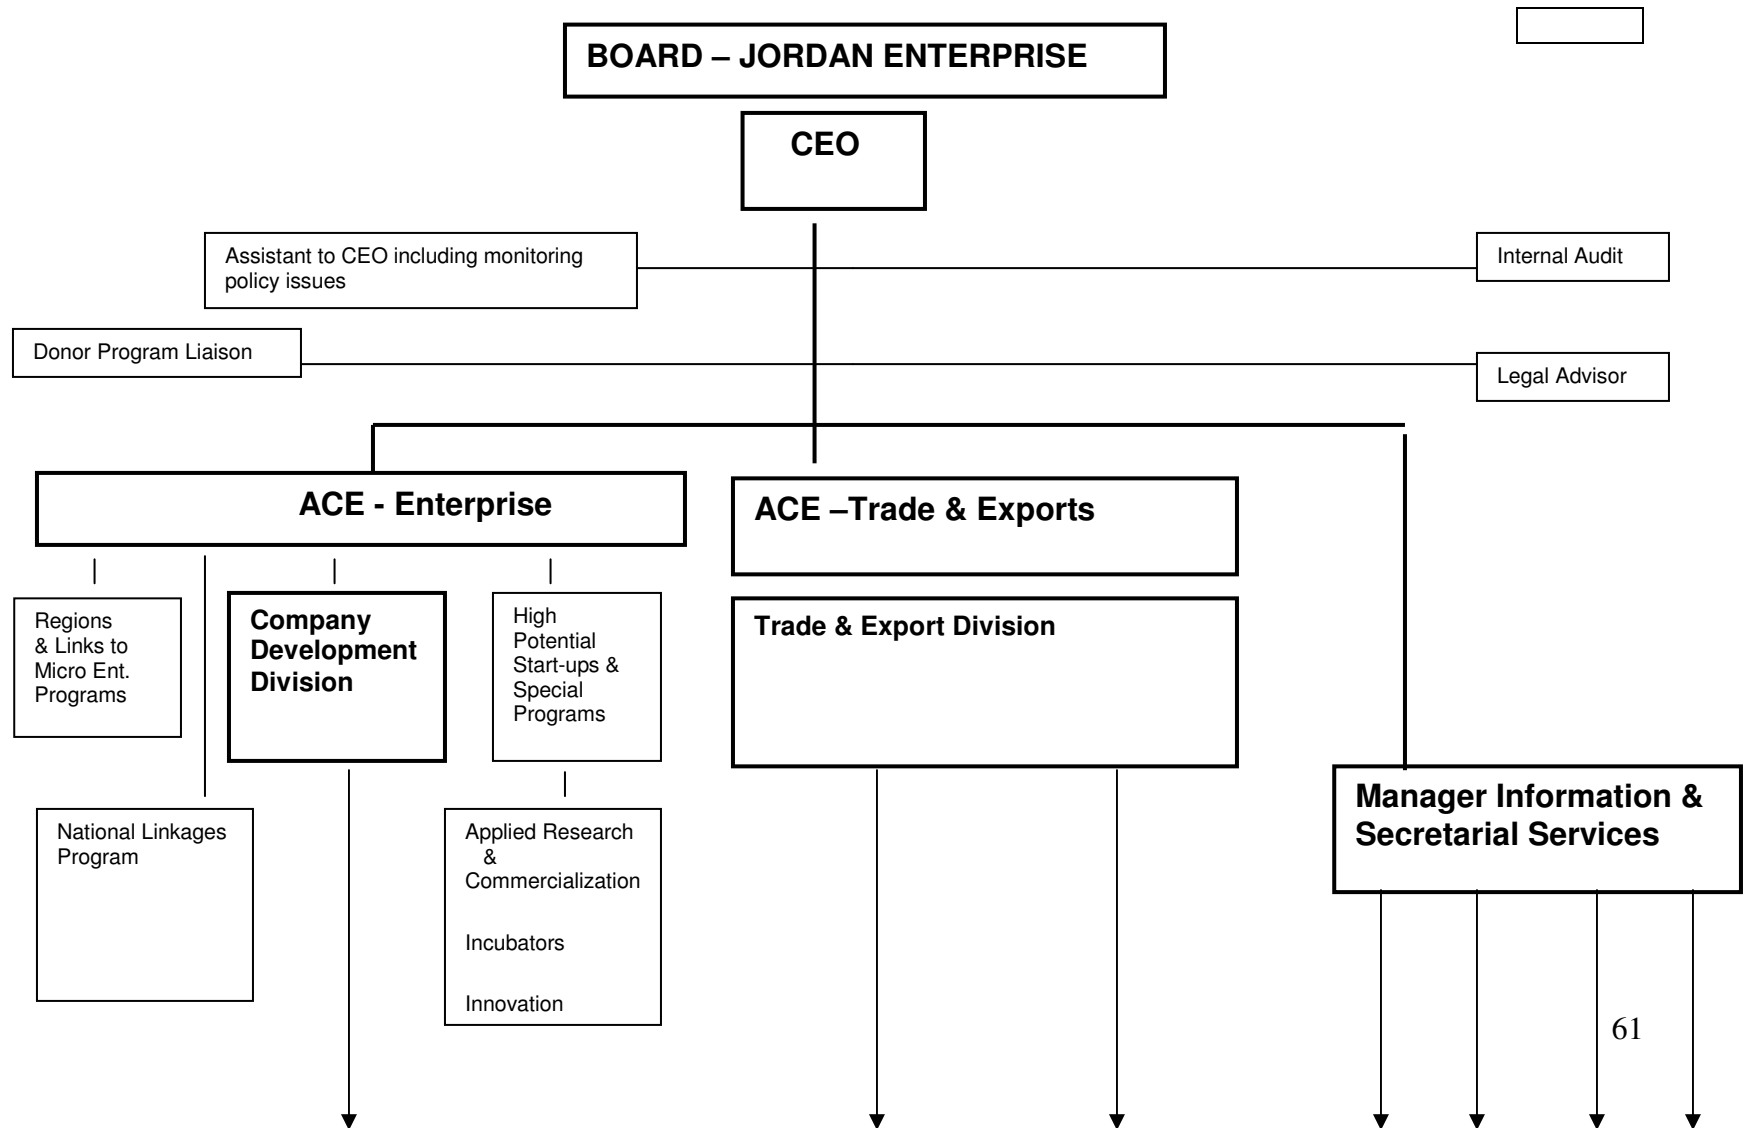 BOARD – JORDAN ENTERPRISE
CEO
Assistant to CEO including monitoring
policy issues
Internal Audit
Donor Program Liaison
Legal Advisor
ACE - Enterprise
ACE –Trade & Exports
Regions
& Links to
Micro Ent.
Programs
Company
Development
Division
High
Potential
Start-ups &
Special
Programs
Trade & Export Division
Manager Information &
Secretarial Services
National Linkages
Program
Applied Research
&
Commercialization
Incubators
Innovation
61